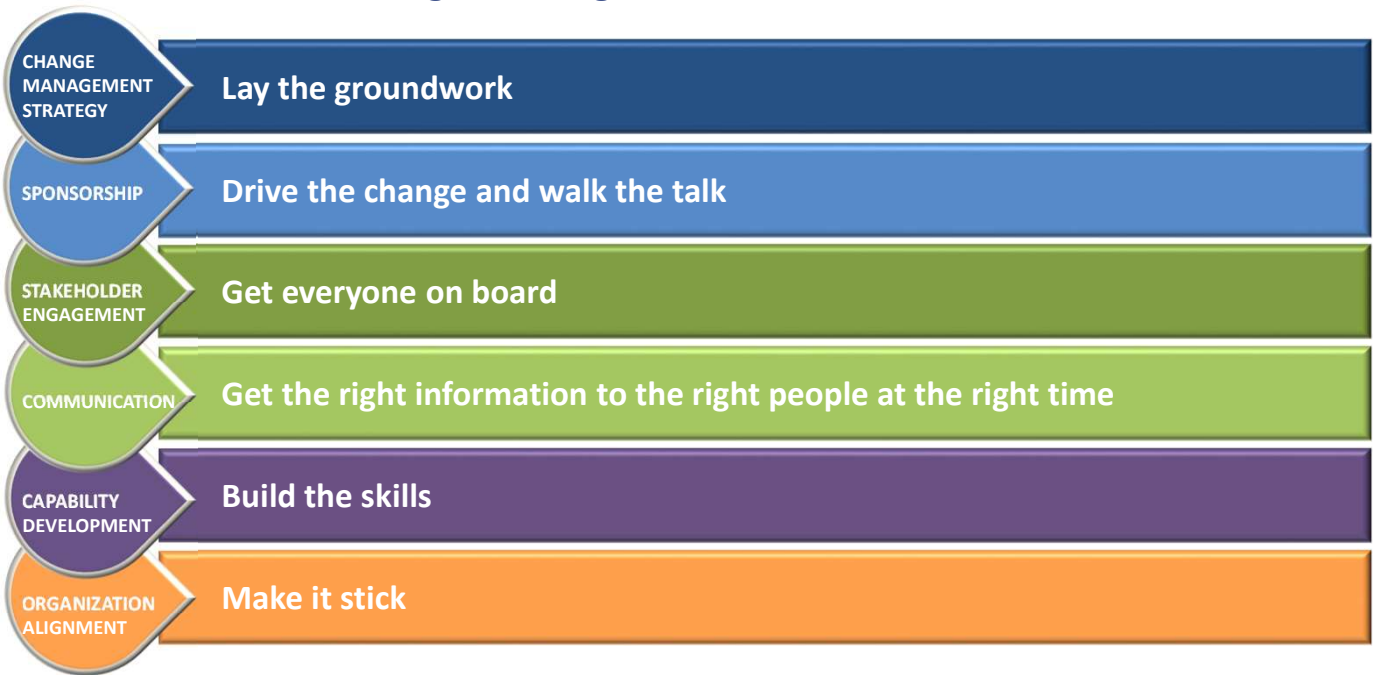 CHANGE
MANAGEMENT
STRATEGY
Lay the groundwork
SPONSORSHIP
Drive the change and walk the talk
STAKEHOLDER
ENGAGEMENT
Get everyone on board
COMMUNICATION
Get the right information to the right people at the right time
CAPABILITY
DEVELOPMENT
Build the skills
ORGANIZATION
ALIGNMENT
Make it stick